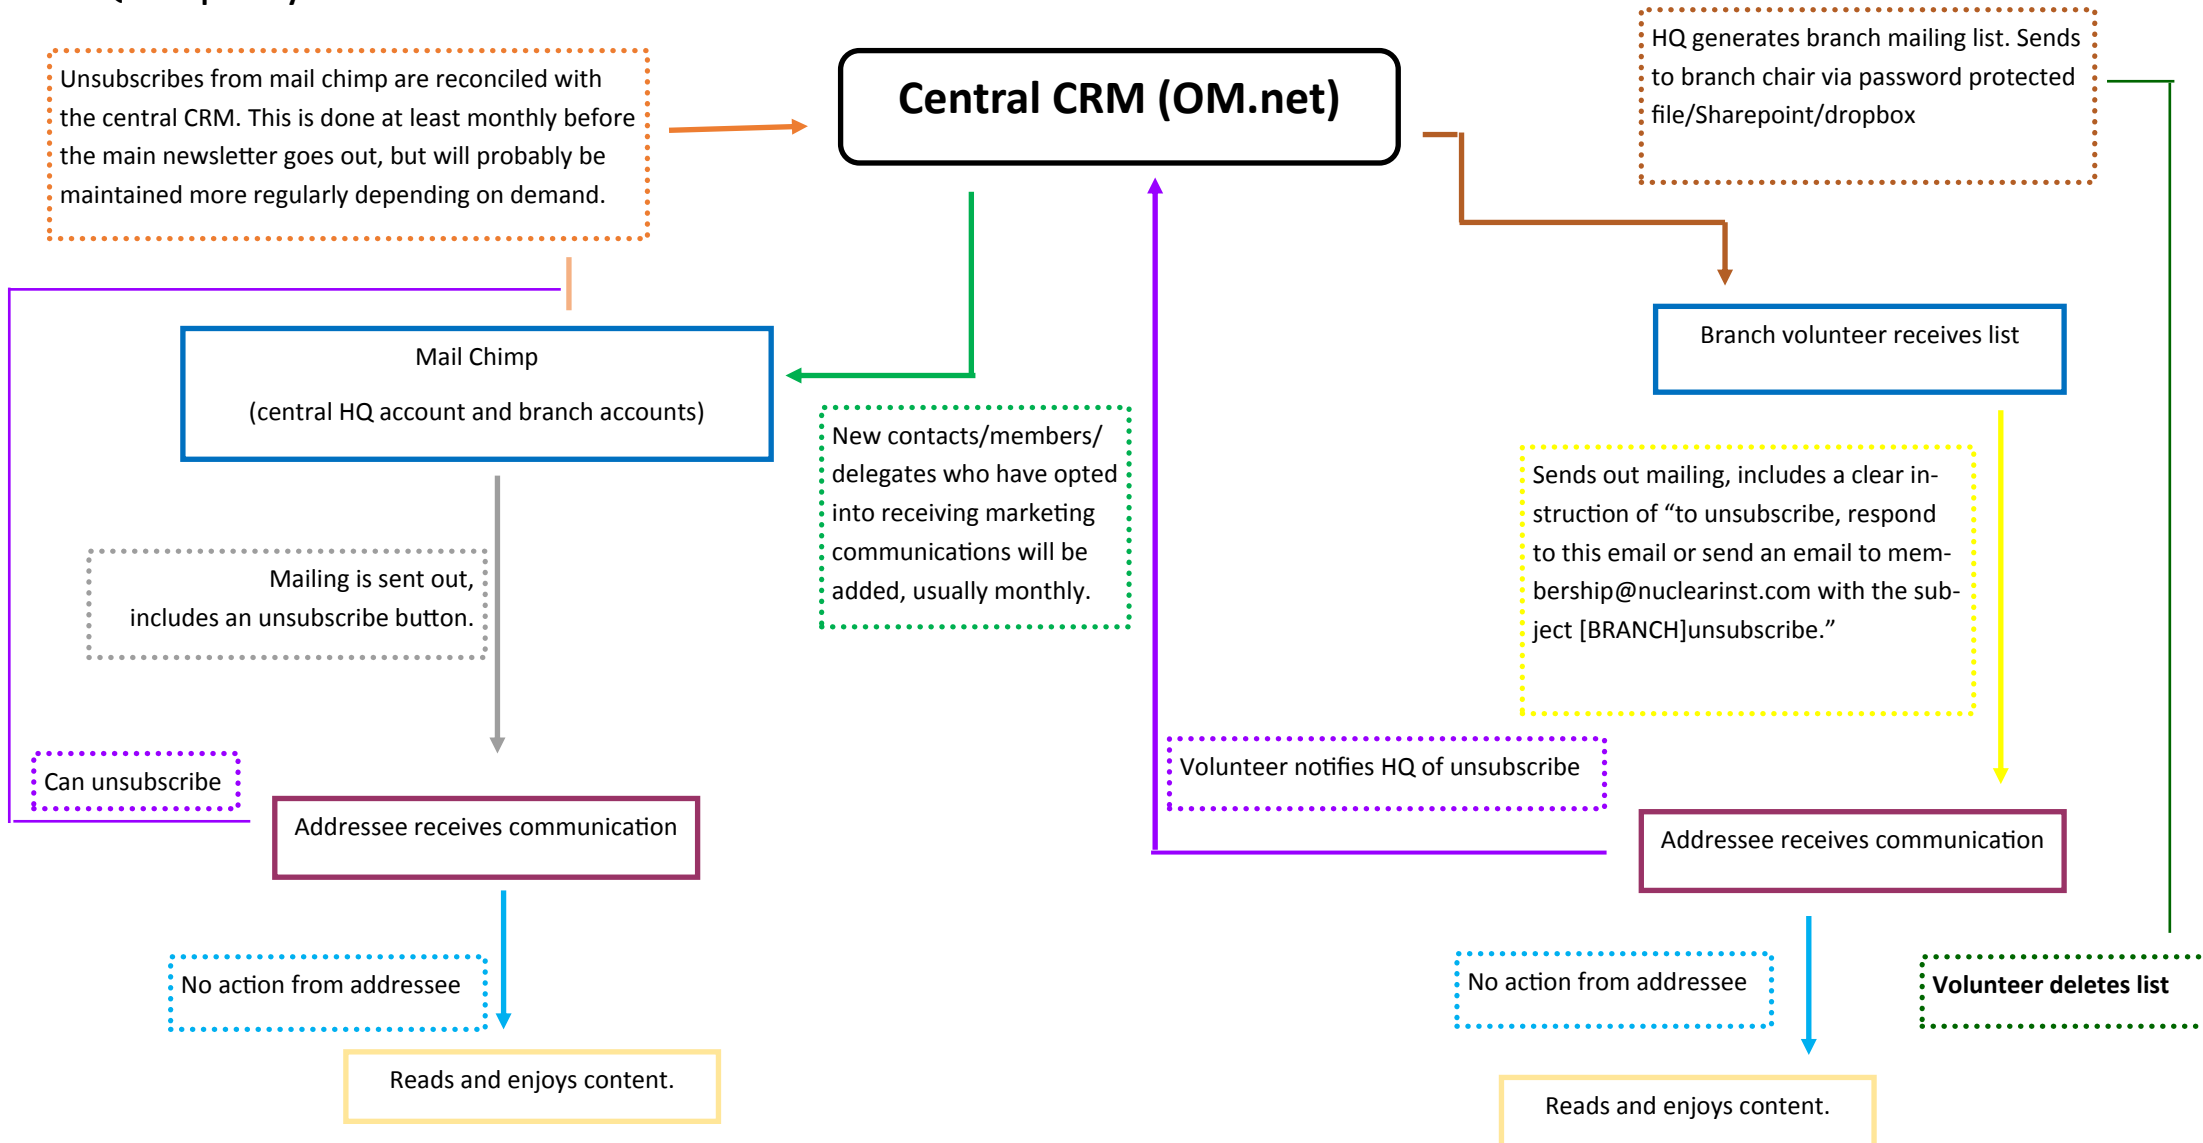 HQ generates branch mailing list. Sends
to branch chair via password protected
file/Sharepoint/dropbox
Unsubscribes from mail chimp are reconciled with
the central CRM. This is done at least monthly before
the main newsletter goes out, but will probably be
maintained more regularly depending on demand.
Central CRM (OM.net)
Branch volunteer receives list
Mail Chimp
(central HQ account and branch accounts)
New contacts/members/
delegates who have opted
into receiving marketing
communications will be
added, usually monthly.
Sends out mailing, includes a clear in-
struction of “to unsubscribe, respond
to this email or send an email to mem-
bership@nuclearinst.com with the sub-
ject [BRANCH]unsubscribe.”
Mailing is sent out,
includes an unsubscribe button.
Can unsubscribe
Volunteer notifies HQ of unsubscribe
Addressee receives communication
Addressee receives communication
No action from addressee
No action from addressee
Volunteer deletes list
Reads and enjoys content.
Reads and enjoys content.